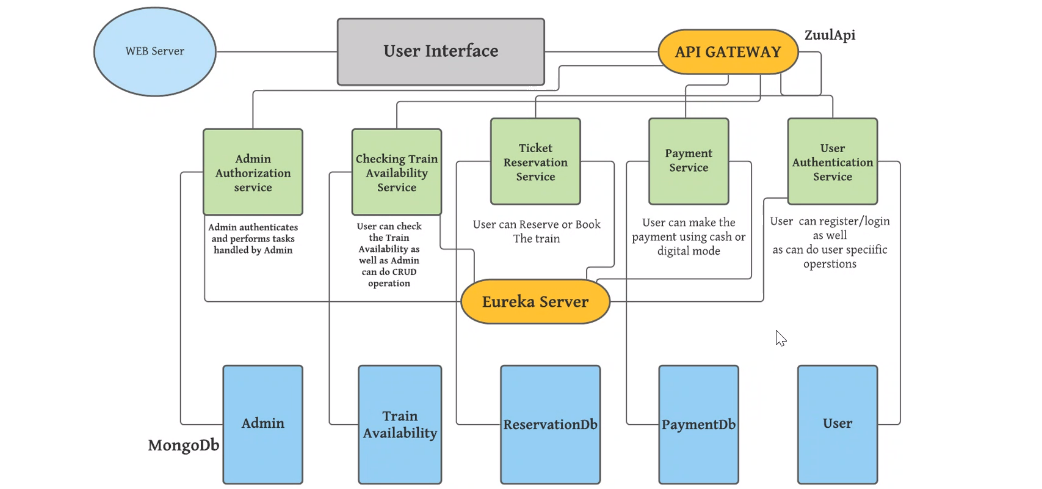 WEB Server
User Interface
API GATEWAY
ZuulApi
Admin
Authorization
service
Checking Train
Availability
Service
Ticket
Reservation
Service
Payment
Service
User
Authentication
Service
Admin authenticates
and performs tasks
handled by Admin
User can check
the Train
Availability as
well as Admin
can do CRUD
operation
User can Reserve or Book
The train
User can make the
payment using cash or
digital mode
User can register/login
as well
as can do user speciific
operstions
Eureka Server
MongoDb
Admin
Train
Availability
ReservationDb
PaymentDb
User